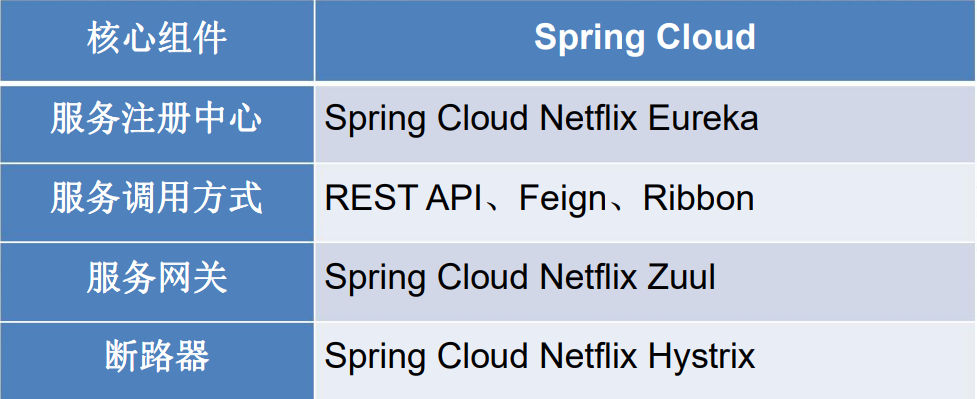 核心组件 Spring Cloud
服务注册中心 Spring Cloud Netflix Eureka
服务调用方式 REST API、Feign、Ribbon
服务网关 Spring Cloud Netflix Zuul
断路器 Spring Cloud Netflix Hystrix